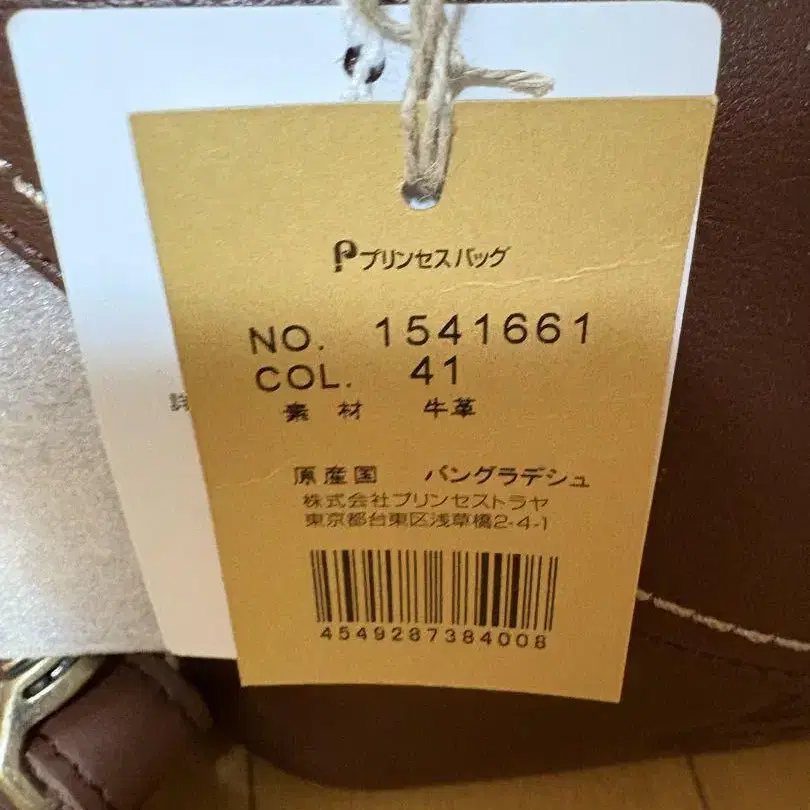 プリンセスバッグ
NO. 1541661
COL. 41
素材 牛革
原産国 バングラデシュ
株式会社プリンセストラヤ
東京都台東区浅草橋2-4-1
4549287384008